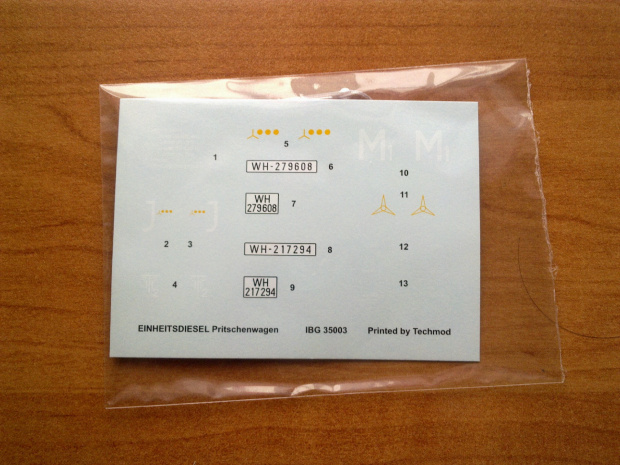 5
1
WH-279608 6
10
WH
279608
7
11
J
J
2 3
WH-217294 8
12
4
WH
217294
9
13
EINHEITSDIESEL Pritschenwagen IBG 35003 Printed by Techmod